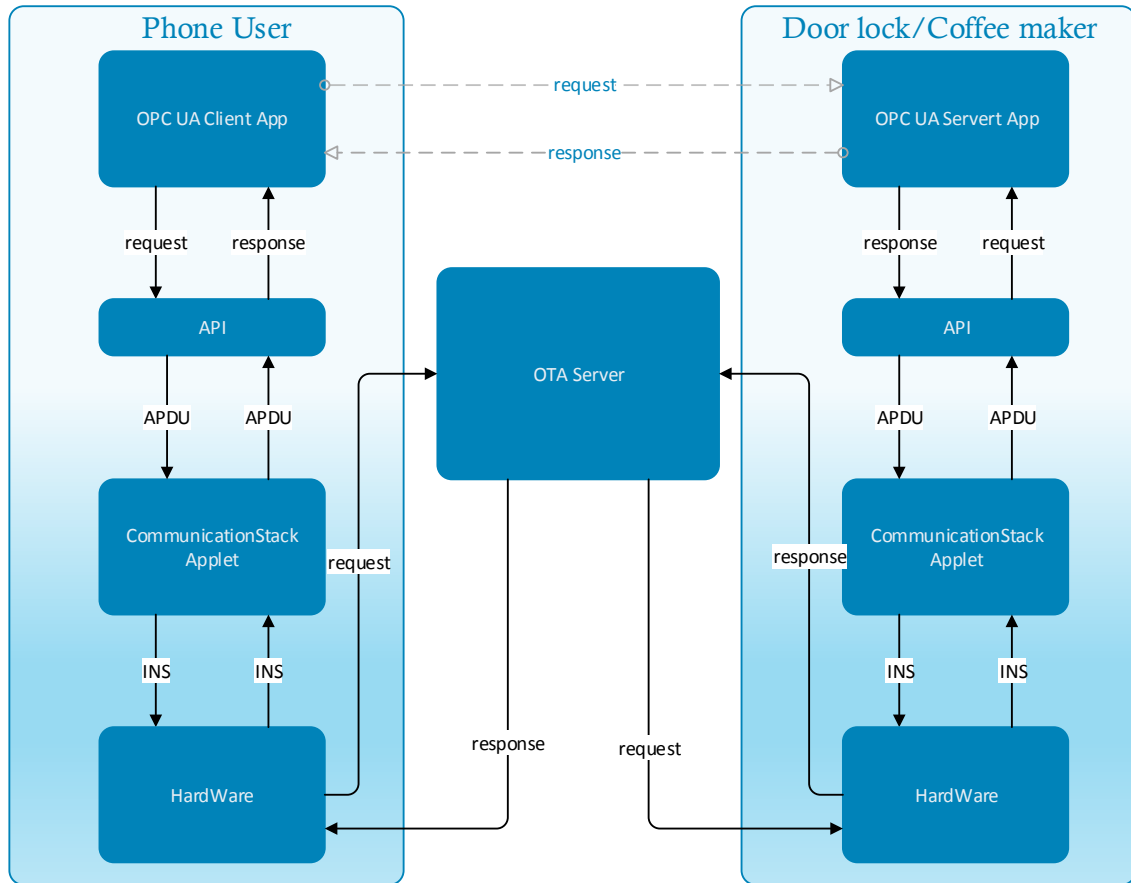 Phone User
Door lock/Coffee maker
OPC UA Client App
request
response
OPC UA Servert App
request
response
response
request
API
OTA Server
API
APDU
APDU
APDU
APDU
CommunicationStack
Applet
CommunicationStack
Applet
request
response
INS
INS
INS
INS
response
request
HardWare
HardWare